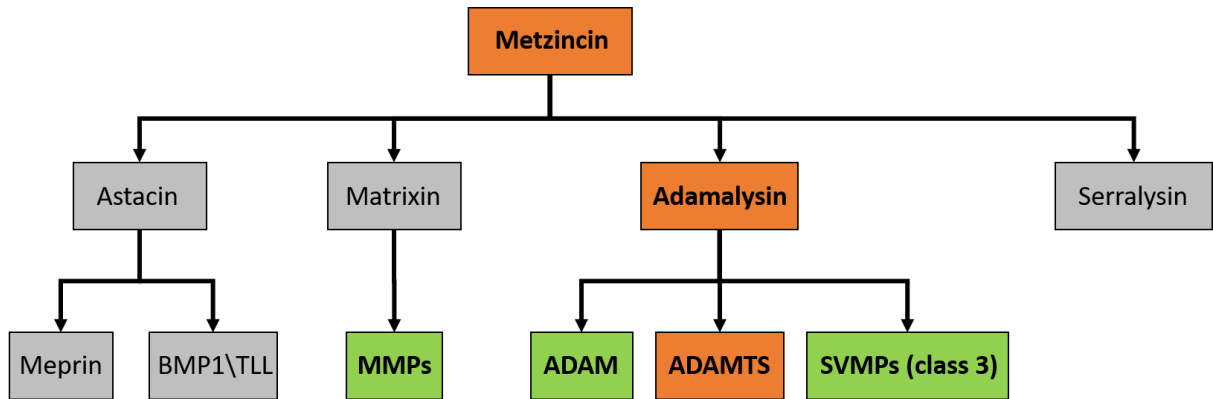 Metzincin
Astacin
Matrixin
Adamalysin
Serralysin
Meprin
BMP1\TLL
MMPs
ADAM
ADAMTS
SVMPs (class 3)